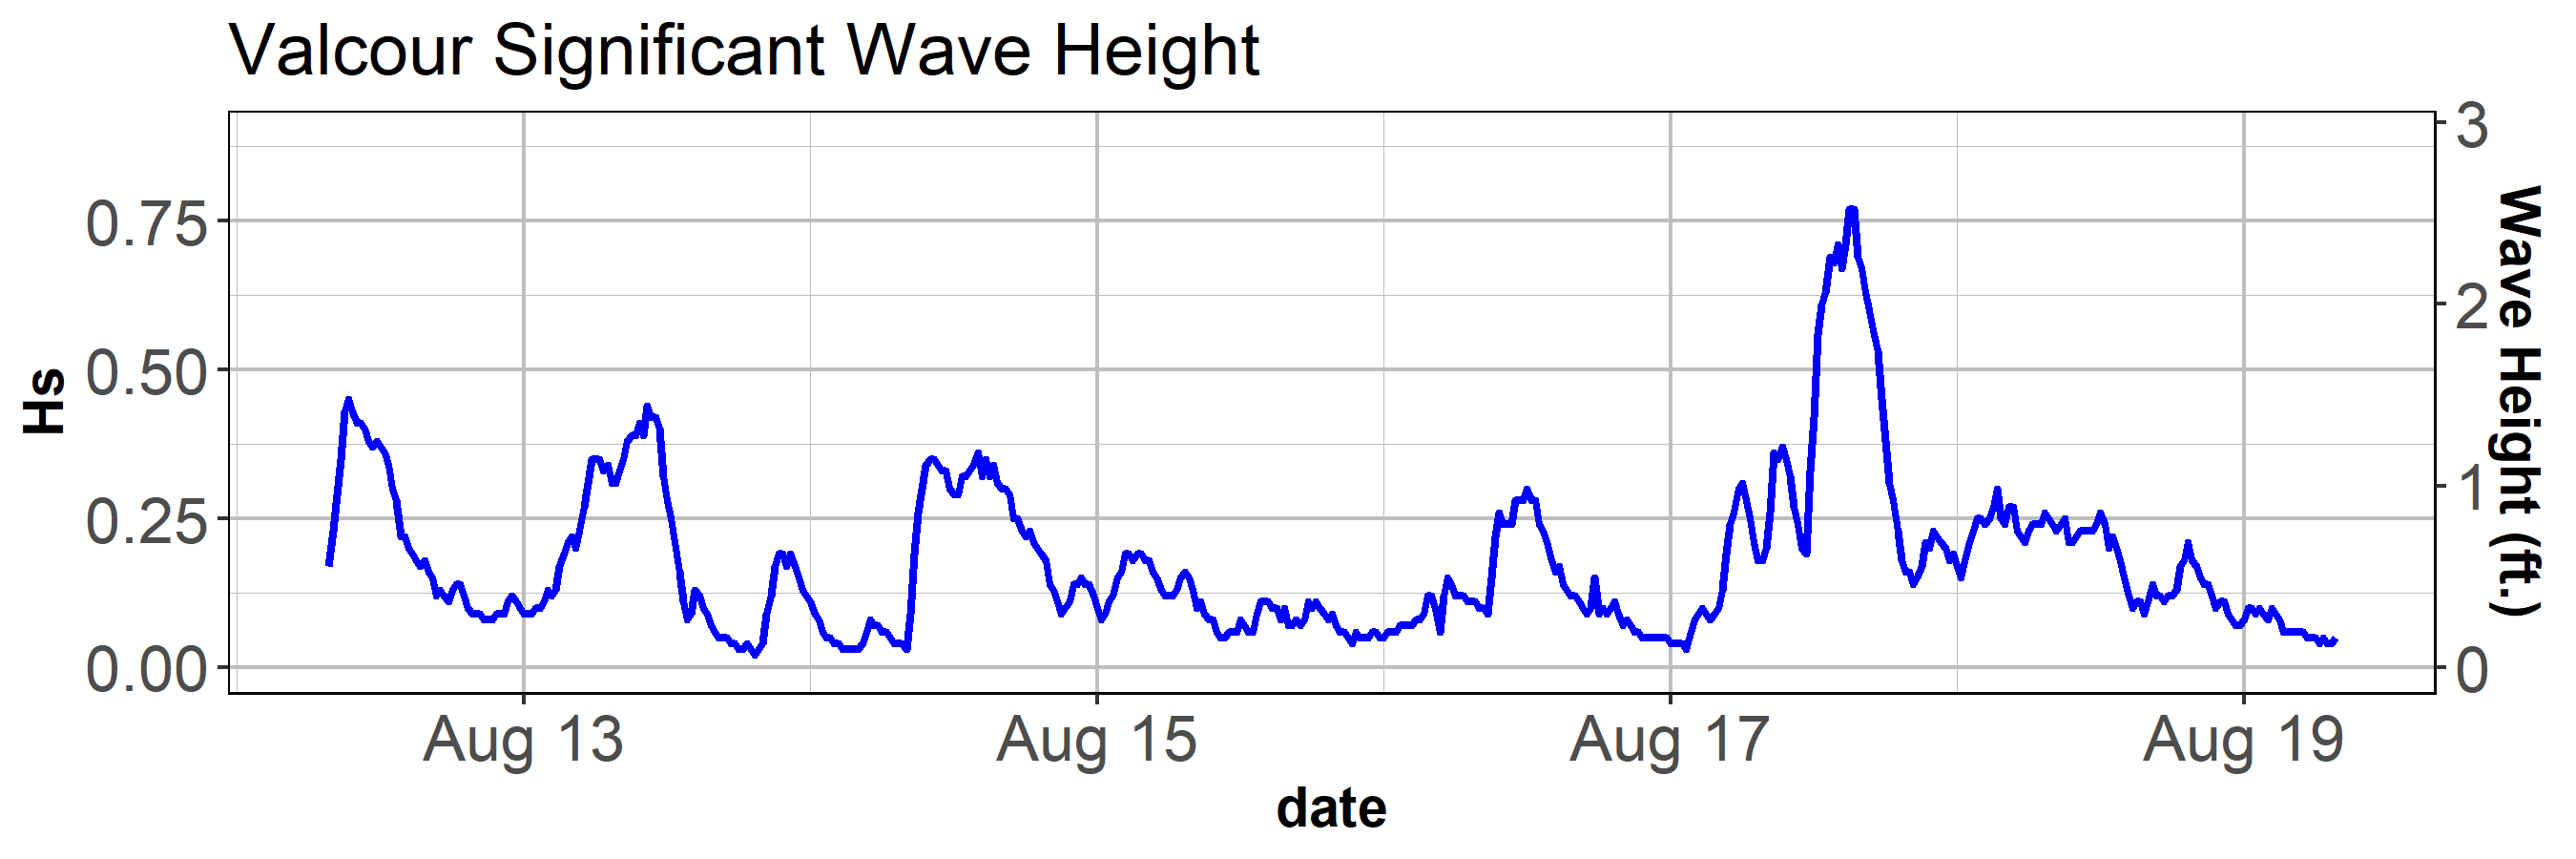 Valcour Significant Wave Height
Hs
0.75
0.50
0.25
0.00
3
2
1
0
Wave Height (ft.)
Aug 13
Aug 15
Aug 17
Aug 19
date